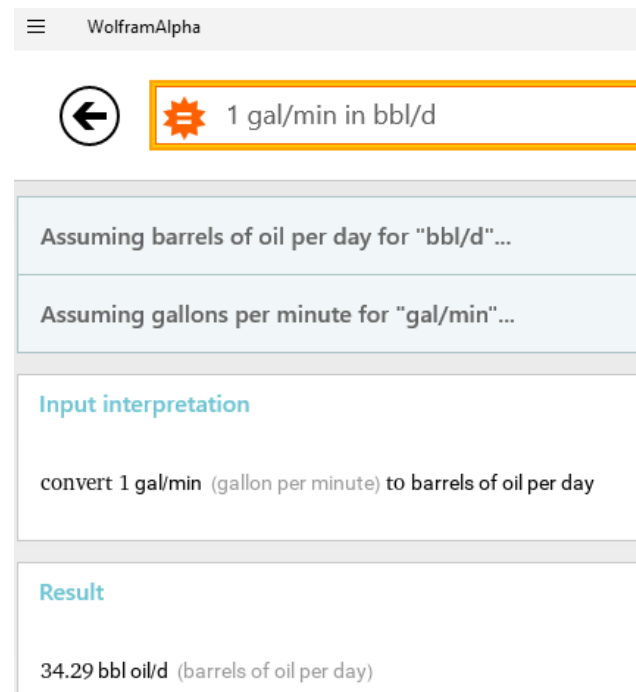 WolframAlpha
1 gal/min in bbl/d
Assuming barrels of oil per day for "bbl/d"...
Assuming gallons per minute for "gal/min"...
Input interpretation
convert 1 gal/min (gallon per minute) to barrels of oil per day
Result
34.29 bbl oil/d (barrels of oil per day)